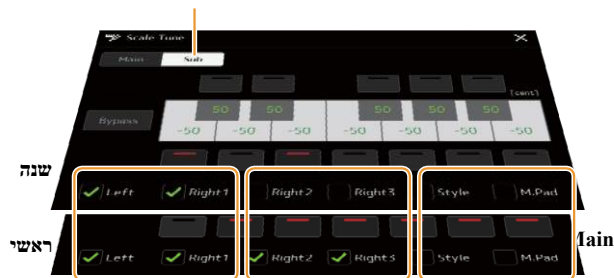 Scale Tune
Main Sub
[cent]
Bypass 50 50 50 50 50
-50 -50 -50 -50 -50 -50 -50
שנה
Left Right1 Right2 Right3 Style M.Pad
ראשי Main
Left Right1 Right2 Right3 Style M.Pad